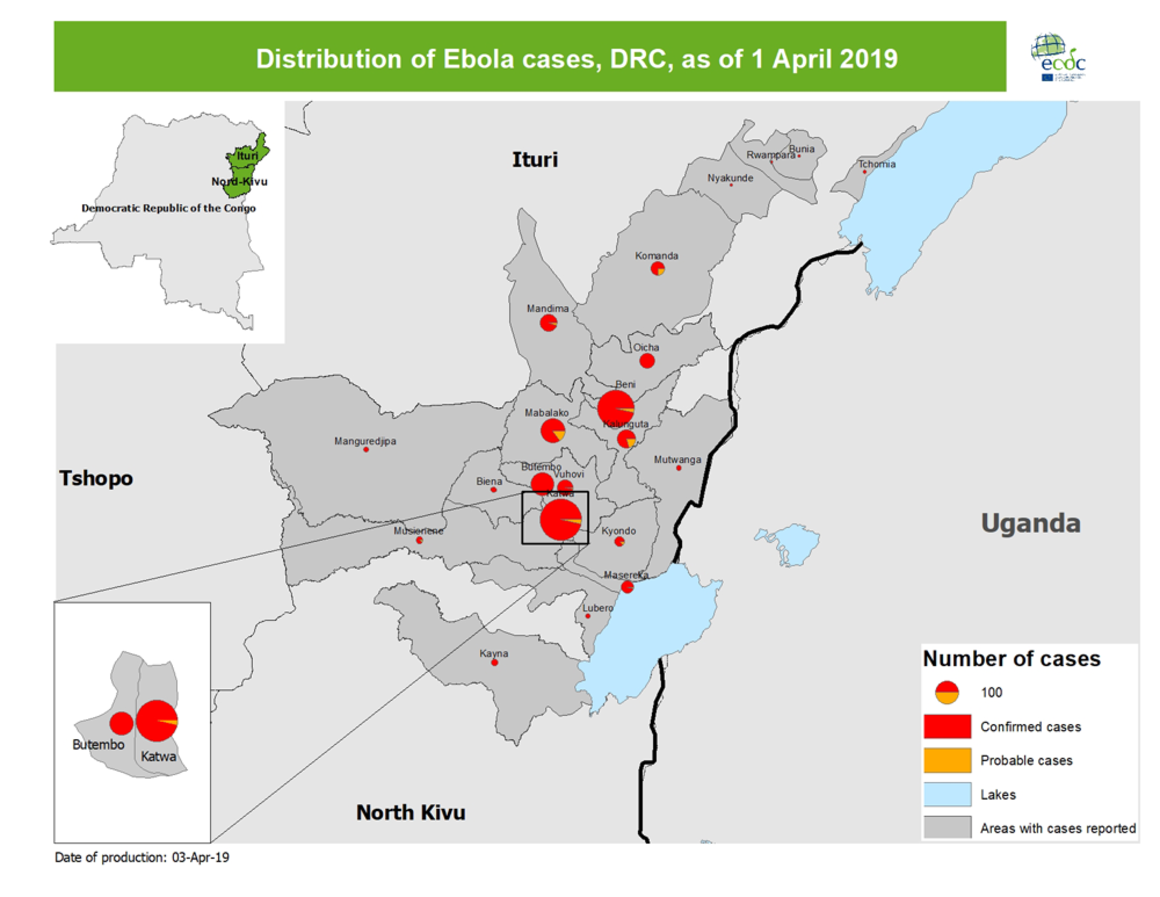 Distribution of Ebola cases, DRC, as of 1 April 2019
ecdc
Ituri
Nord-Kivu
Democratic Republic of the Congo
Ituri
Rwampara
Bunia
Tchomia
Nyakunde
Komanda
Mandima
Oicha
Beni
Mabalako
Kalunguta
Manguredjipa
Mutwanga
Tshopo
Butembo
Vuhovi
Biena
Katwa
Musienene
Kyondo
Uganda
Masereka
Lubero
Kayna
Butembo
Katwa
North Kivu
Number of cases
100
Confirmed cases
Probable cases
Lakes
Areas with cases reported
Date of production: 03-Apr-19